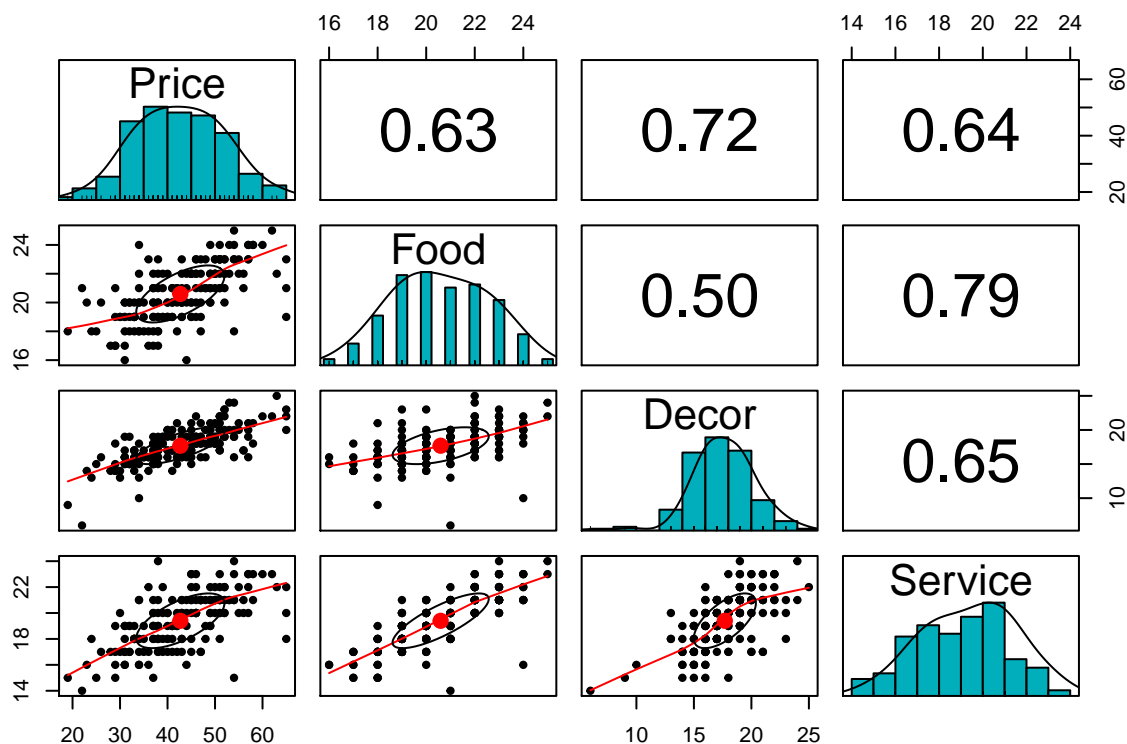 16 18 20 22 24 14 16 18 20 22 24
Price 0.63 0.72 0.64 20 40 60
16 20 24 Food 0.50 0.79
Decor 0.65 10 20
14 18 22 Service
20 30 40 50 60 10 15 20 25